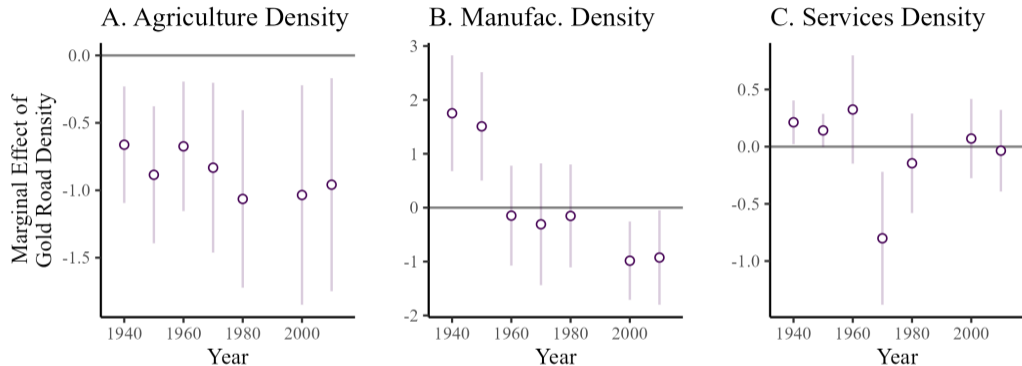 A. Agriculture Density
B. Manufac. Density
C. Services Density
Marginal Effect of
Gold Road Density
0.0
-0.5
-1.0
-1.5
1940 1960 1980 2000
Year
3
2
1
0
-1
-2
1940 1960 1980 2000
Year
0.5
0.0
-0.5
-1.0
1940 1960 1980 2000
Year